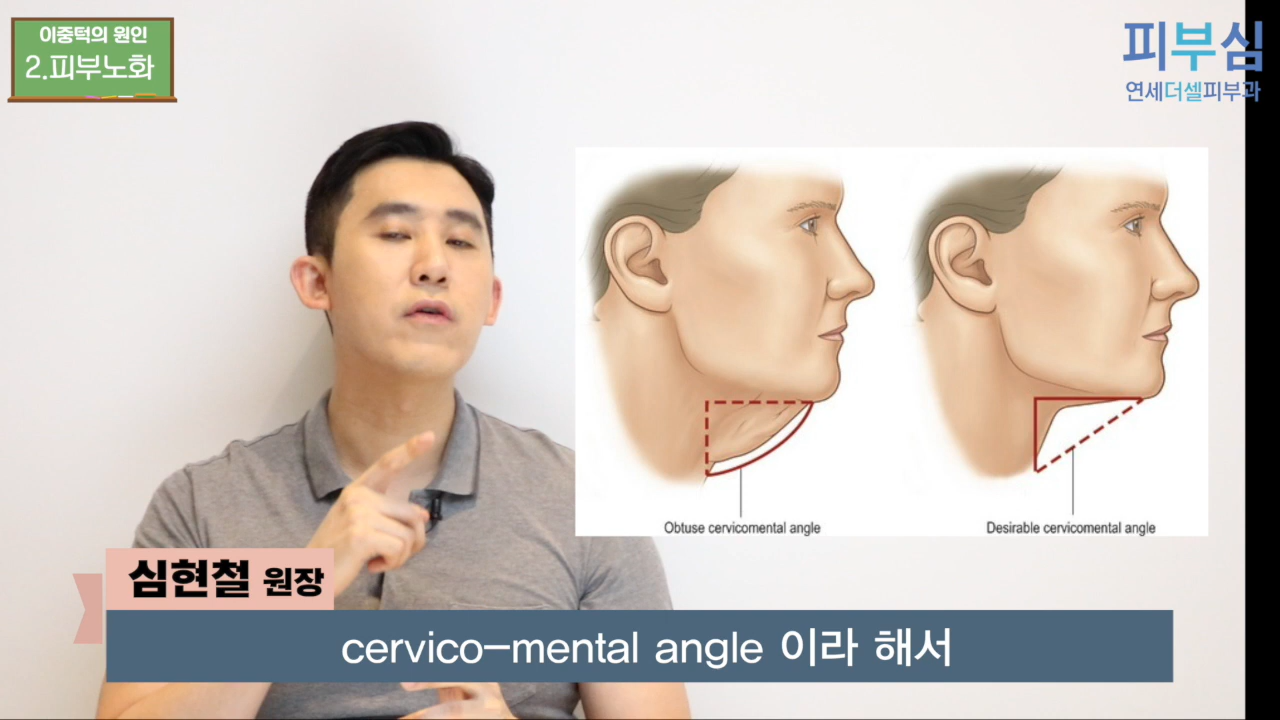 이중턱의 원인
2.피부노화
피부심
연세더셀피부과
Obtuse cervicomental angle
Desirable cervicomental angle
심현철 원장
cervico-mental angle 이라 해서